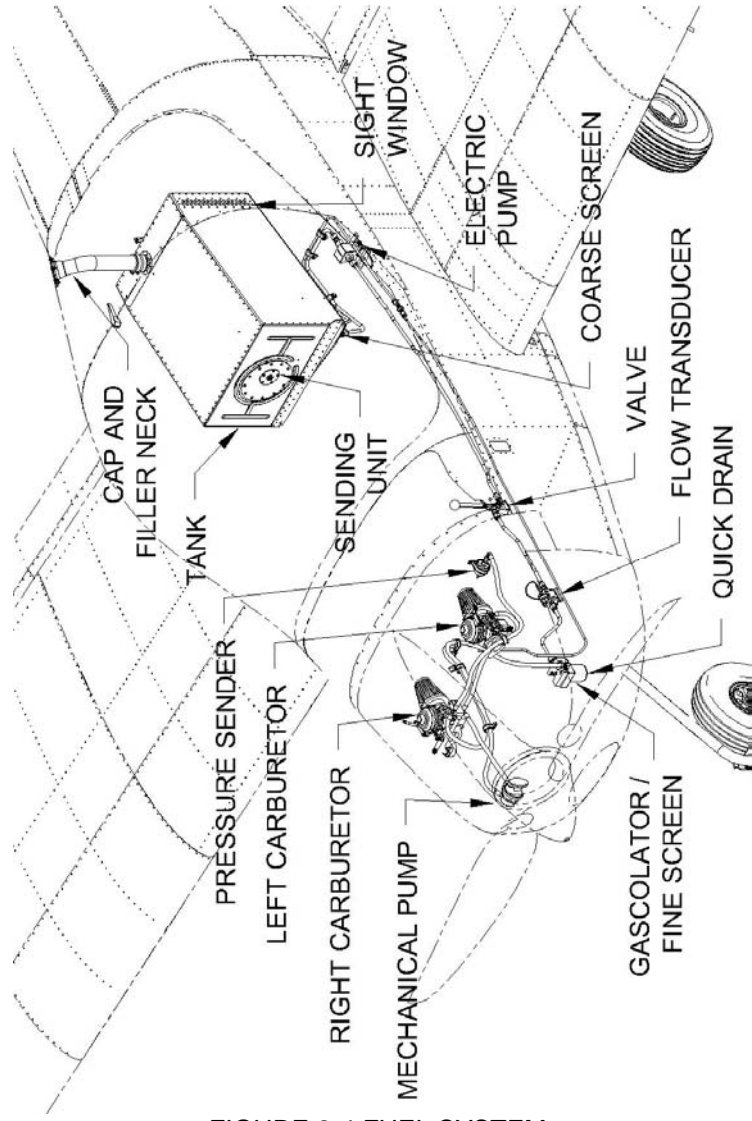 CAP AND
FILLER NECK
TANK
SIGHT
WINDOW
SENDING
UNIT
ELECTRIC
PUMP
COARSE SCREEN
PRESSURE SENDER
LEFT CARBURETOR
RIGHT CARBURETOR
MECHANICAL PUMP
VALVE
FLOW TRANSDUCER
QUICK DRAIN
GASCOLATOR /
FINE SCREEN
FIGURE FUEL SYSTEM